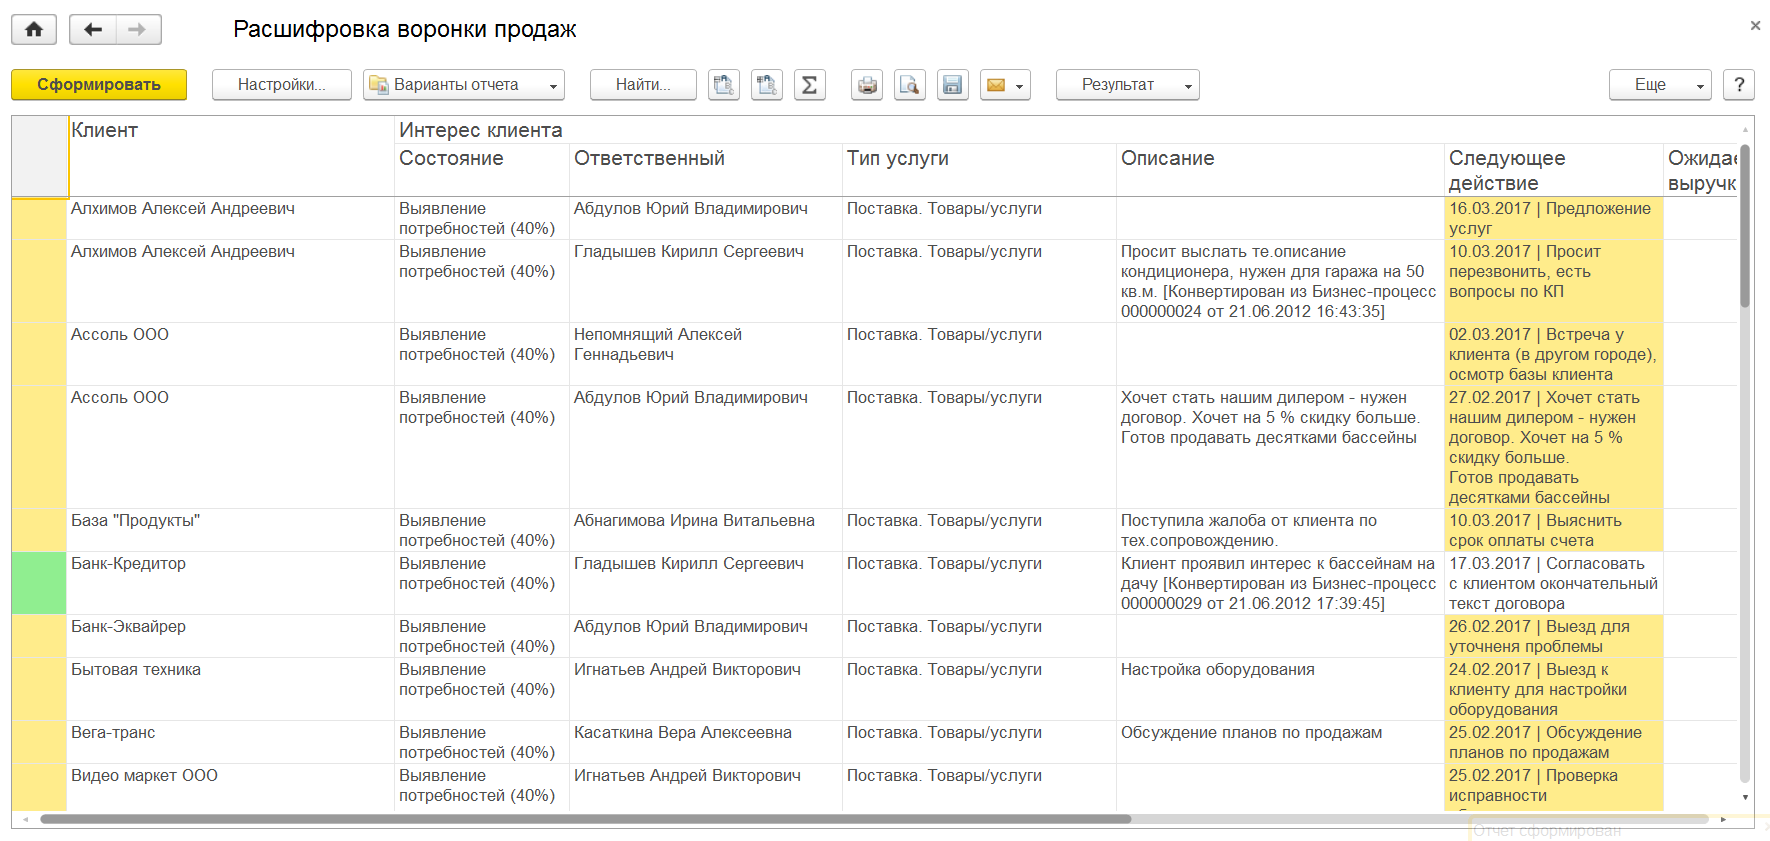 Расшифровка воронки продаж
Сформировать
Настройки...
Варианты отчета
Найти...
Результат
Еще
?
Клиент
Интерес клиента
Состояние
Ответственный
Тип услуги
Описание
Следующее
действие
Ожидае
выручк
Алхимов Алексей Андреевич
Выявление
потребностей (40%)
Абдулов Юрий Владимирович
Поставка. Товары/услуги
16.03.2017 | Предложение
услуг
Алхимов Алексей Андреевич
Выявление
потребностей (40%)
Гладышев Кирилл Сергеевич
Поставка. Товары/услуги
Просит выслать те.описание
кондиционера, нужен для гаража на 50
кв.м. [Конвертирован из Бизнес-процесс
000000024 от 21.06.2012 16:43:35]
10.03.2017 | Просит
перезвонить, есть
вопросы по КП
Ассоль ООО
Выявление
потребностей (40%)
Непомнящий Алексей
Геннадьевич
Поставка. Товары/услуги
02.03.2017 | Встреча у
клиента (в другом городе),
осмотр базы клиента
Ассоль ООО
Выявление
потребностей (40%)
Абдулов Юрий Владимирович
Поставка. Товары/услуги
Хочет стать нашим дилером - нужен
договор. Хочет на 5 % скидку больше.
Готов продавать десятками бассейны
27.02.2017 | Хочет стать
нашим дилером - нужен
договор. Хочет на 5 %
скидку больше.
Готов продавать
десятками бассейны
База "Продукты"
Выявление
потребностей (40%)
Абнагимова Ирина Витальевна
Поставка. Товары/услуги
Поступила жалоба от клиента по
тех.сопровождению.
10.03.2017 | Выяснить
срок оплаты счета
Банк-Кредитор
Выявление
потребностей (40%)
Гладышев Кирилл Сергеевич
Поставка. Товары/услуги
Клиент проявил интерес к бассейнам на
дачу [Конвертирован из Бизнес-процесс
000000029 от 21.06.2012 17:39:45]
17.03.2017 | Согласовать
с клиентом окончательный
текст договора
Банк-Эквайрер
Выявление
потребностей (40%)
Абдулов Юрий Владимирович
Поставка. Товары/услуги
26.02.2017 | Выезд для
уточненя проблемы
Бытовая техника
Выявление
потребностей (40%)
Игнатьев Андрей Викторович
Поставка. Товары/услуги
Настройка оборудования
24.02.2017 | Выезд к
клиенту для настройки
оборудования
Вега-транс
Выявление
потребностей (40%)
Касаткина Вера Алексеевна
Поставка. Товары/услуги
Обсуждение планов по продажам
25.02.2017 | Обсуждение
планов по продажам
Видео маркет ООО
Выявление
потребностей (40%)
Игнатьев Андрей Викторович
Поставка. Товары/услуги
25.02.2017 | Проверка
исправности
Отчет сформирован